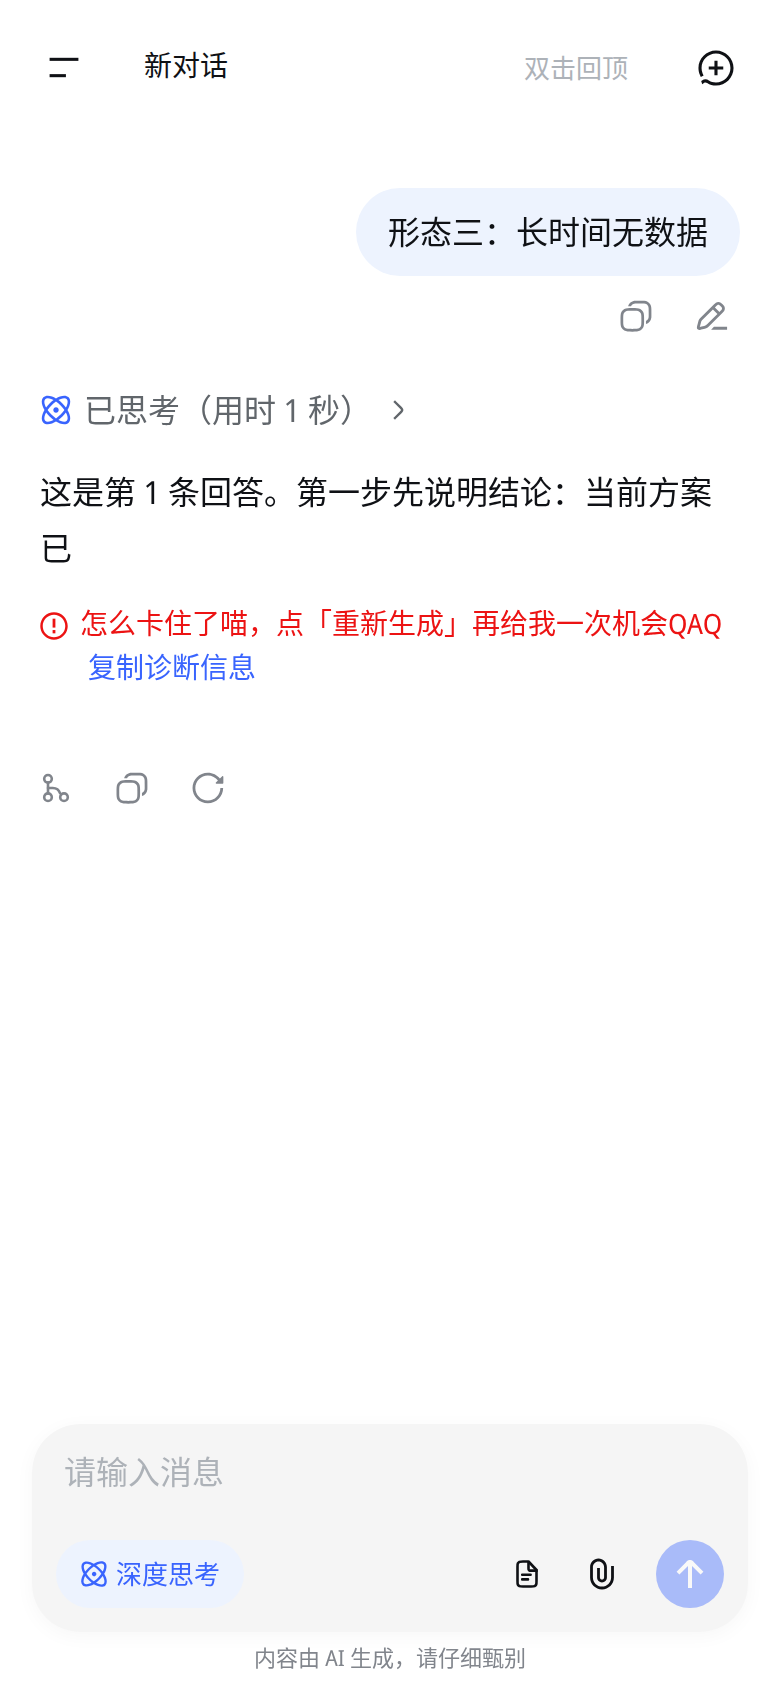 新对话
双击回顶
形态三：长时间无数据
已思考（用时 1 秒）
这是第 1 条回答。第一步先说明结论：当前方案
已
怎么卡住了喵，点「重新生成」再给我一次机会QAQ
复制诊断信息
请输入消息
深度思考
内容由 AI 生成，请仔细甄别